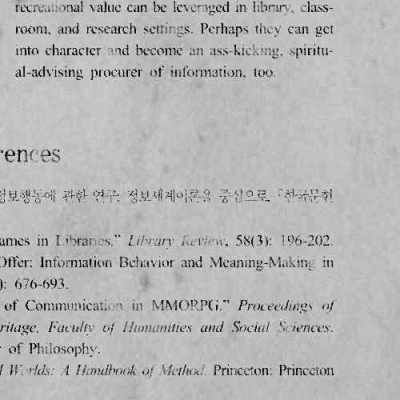 recreational value can be leveraged in library, class-
room, and research settings. Perhaps they can get
into character and become an ass-kicking, spiritu-
al-advising procurer of information, too.
rences
정보행동에 관한 연구: 정보세계이론을 중심으로. 『한국문헌
ames in Libraries." Library Review, 58(3): 196-202.
Offer: Information Behavior and Meaning-Making in
): 676-693.
of Communication in MMORPG." Proceedings of
ritage, Faculty of Humanities and Social Sciences.
of Philosophy.
l Worlds: A Handbook of Method. Princeton: Princeton